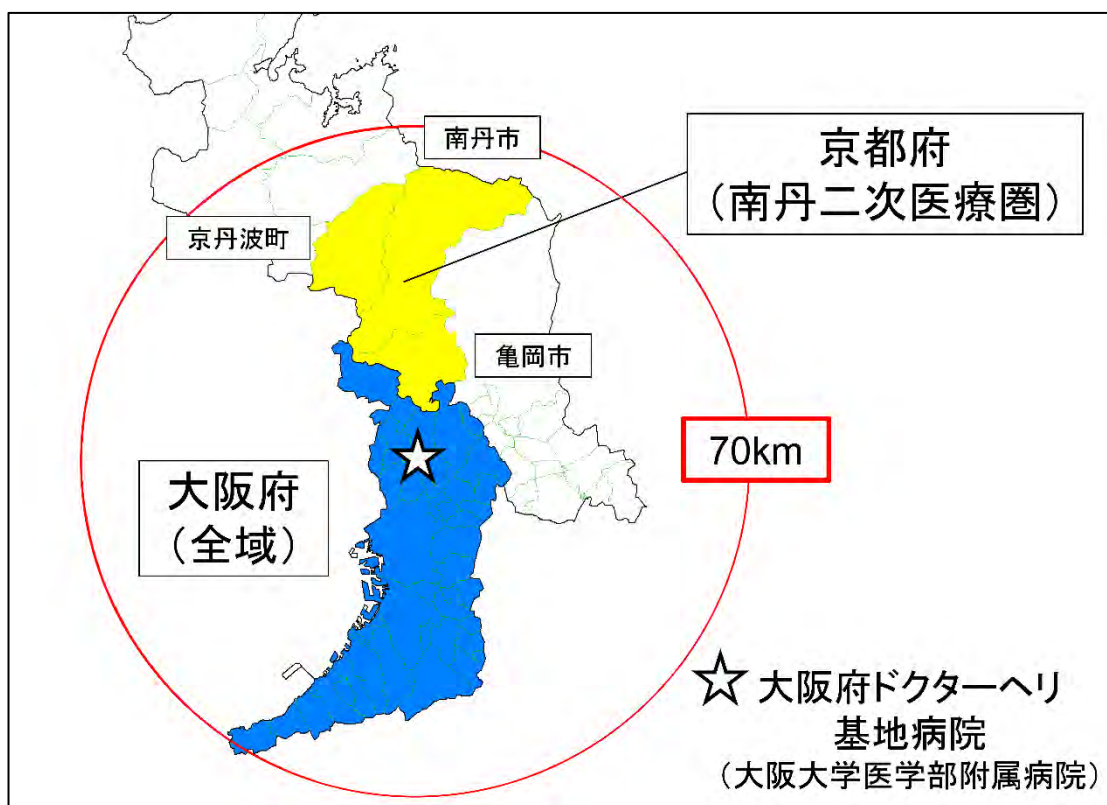 南丹市
京都府
（南丹二次医療圏）
京丹波町
亀岡市
70km
大阪府
（全域）
☆ 大阪府ドクターヘリ
基地病院
（大阪大学医学部附属病院）